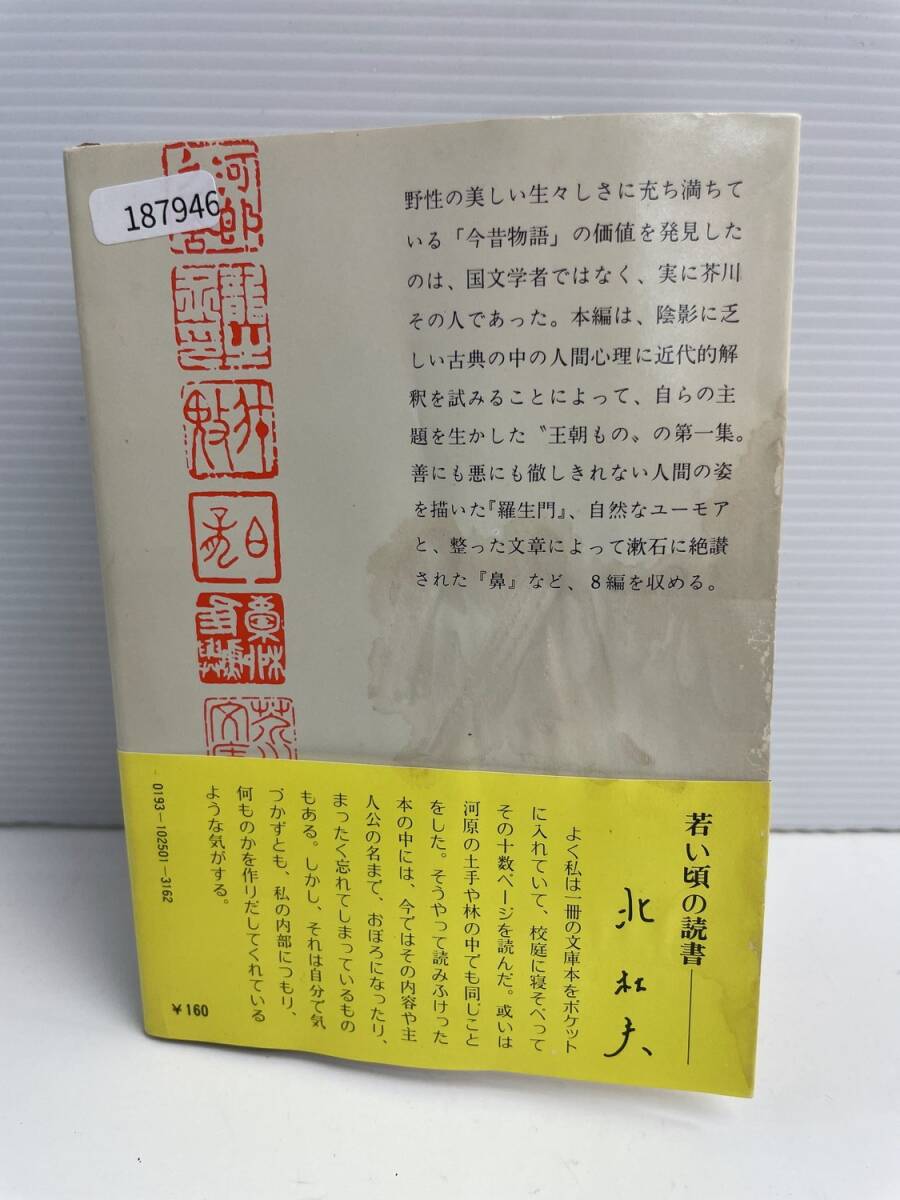 187946
野性の美しい生々しさに充ち満ちて
いる「今昔物語」の価値を発見した
のは、国文学者ではなく、実に芥川
その人であった。本編は、陰影に乏
しい古典の中の人間心理に近代的解
釈を試みることによって、自らの主
題を生かした〝王朝もの〟の第一集。
善にも悪にも徹しきれない人間の姿
を描いた『羅生門』、自然なユーモア
と、整った文章によって漱石に絶讃
された『鼻』など、8編を収める。
若い頃の読書――
北杜夫
よく私は一冊の文庫本をポケット
に入れていて、校庭に寝そべって
その十数ページを読んだ。或いは
河原の土手や林の中でも同じこと
をした。そうやって読みふけった
本の中には、今ではその内容や主
人公の名まで、おぼろになったり、
まったく忘れてしまっているもの
もある。しかし、それは自分で気
づかずとも、私の内部につもり、
何ものかを作りだしてくれている
ような気がする。
0193-102501-3162
¥160